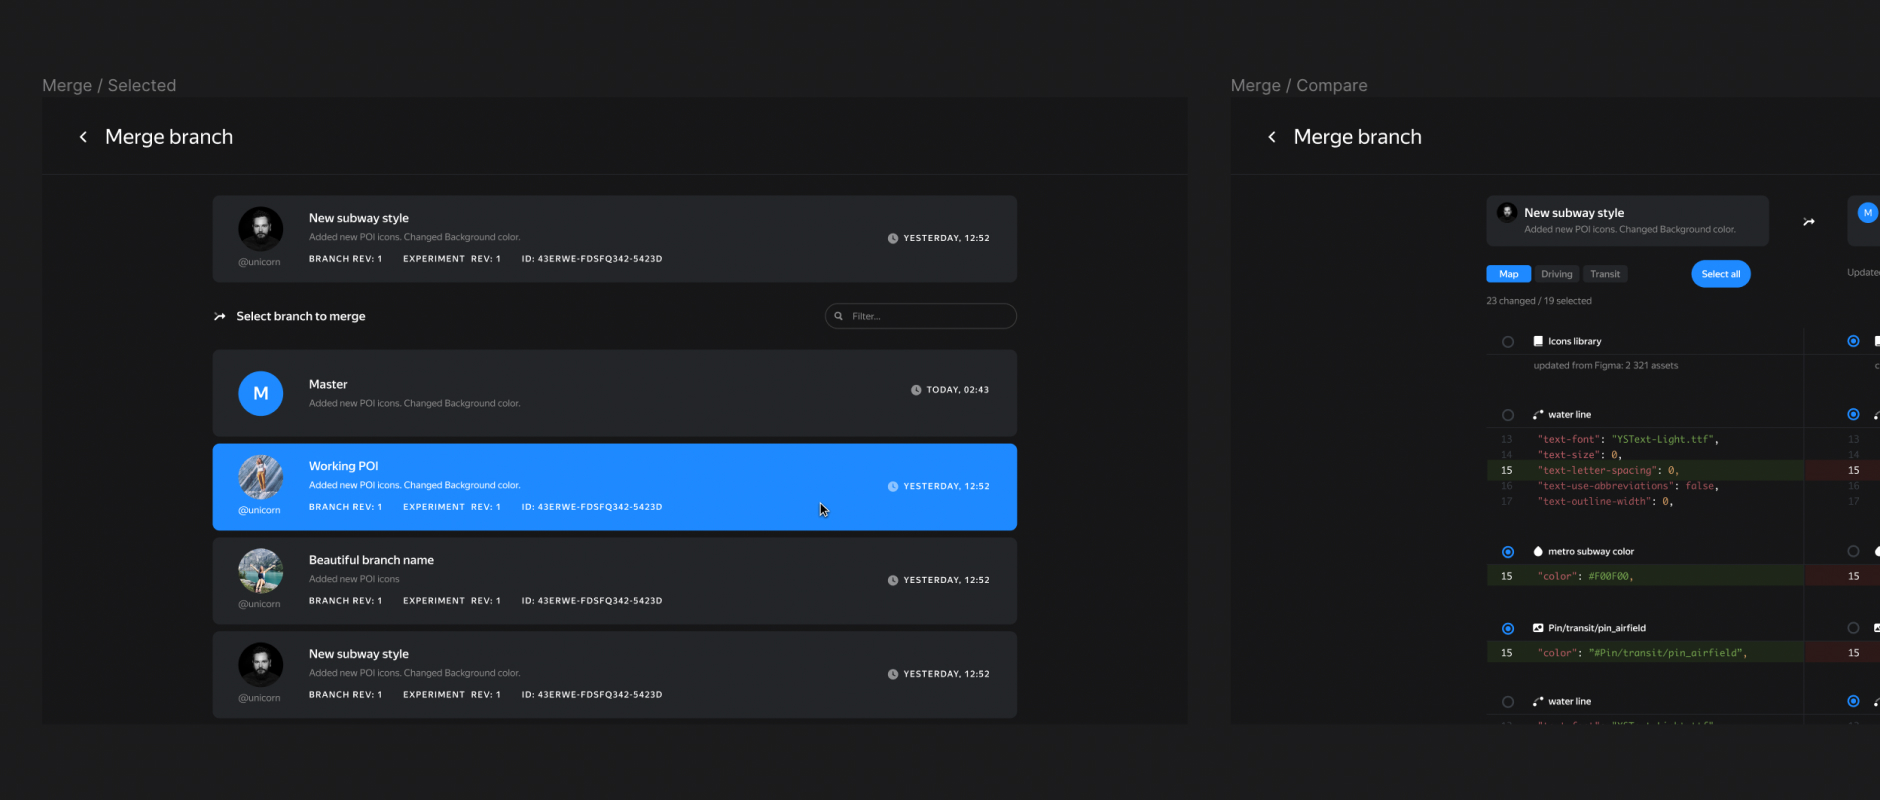 Merge / Selected
Merge branch
New subway style
Added new POI icons. Changed Background color.
@unicorn
BRANCH REV: 1 EXPERIMENT REV: 1 ID: 43ERWE-FDSFQ342-5423D
YESTERDAY, 12:52
Select branch to merge
Filter...
M
Master
Added new POI icons. Changed Background color.
TODAY, 02:43
Working POI
Added new POI icons. Changed Background color.
@unicorn
BRANCH REV: 1 EXPERIMENT REV: 1 ID: 43ERWE-FDSFQ342-5423D
YESTERDAY, 12:52
Beautiful branch name
Added new POI icons
@unicorn
BRANCH REV: 1 EXPERIMENT REV: 1 ID: 43ERWE-FDSFQ342-5423D
YESTERDAY, 12:52
New subway style
Added new POI icons. Changed Background color.
@unicorn
BRANCH REV: 1 EXPERIMENT REV: 1 ID: 43ERWE-FDSFQ342-5423D
YESTERDAY, 12:52
Merge / Compare
Merge branch
New subway style
Added new POI icons. Changed Background color.
M
Map Driving Transit
Select all
23 changed / 19 selected
Icons library
updated from Figma: 2 321 assets
water line
13 "text-font": "YSText-Light.ttf", 13
14 "text-size": 0, 14
15 "text-letter-spacing": 0, 15
16 "text-use-abbreviations": false, 16
17 "text-outline-width": 0, 17
metro subway color
15 "color": #F00F00, 15
Pin/transit/pin_airfield
15 "color": "#Pin/transit/pin_airfield", 15
water line